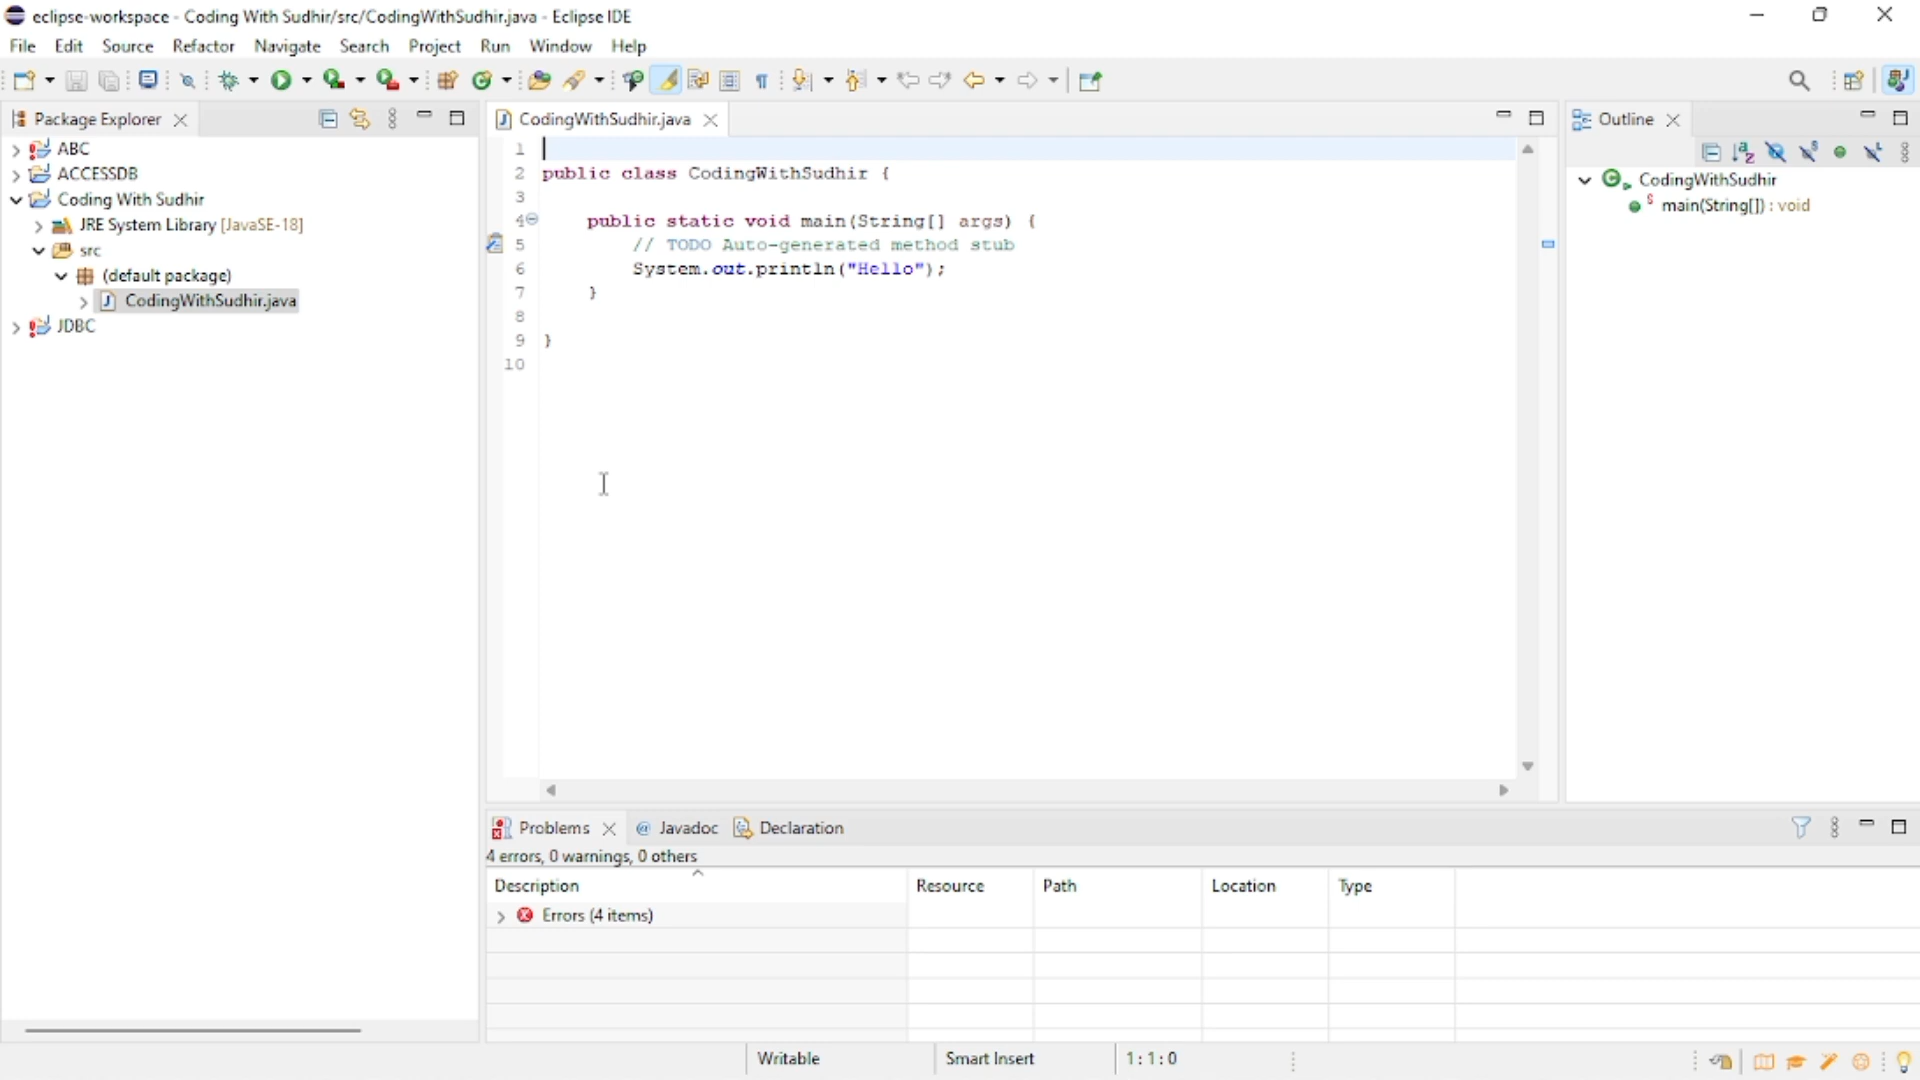 eclipse-workspace - Coding With Sudhir/src/CodingWithSudhir.java - Eclipse IDE
File Edit Source Refactor Navigate Search Project Run Window Help
Package Explorer
ABC
ACCESSDB
Coding With Sudhir
JRE System Library [JavaSE-18]
src
(default package)
CodingWithSudhir.java
JDBC
CodingWithSudhir.java
1
2 public class CodingWithSudhir {
3
4 public static void main(String[] args) {
5 // TODO Auto-generated method stub
6 System.out.println("Hello");
7 }
8
9 }
10
Outline
CodingWithSudhir
main(String[]) : void
Problems Javadoc Declaration
4 errors, 0 warnings, 0 others
Description Resource Path Location Type
Errors (4 items)
Writable Smart Insert 1 : 1 : 0